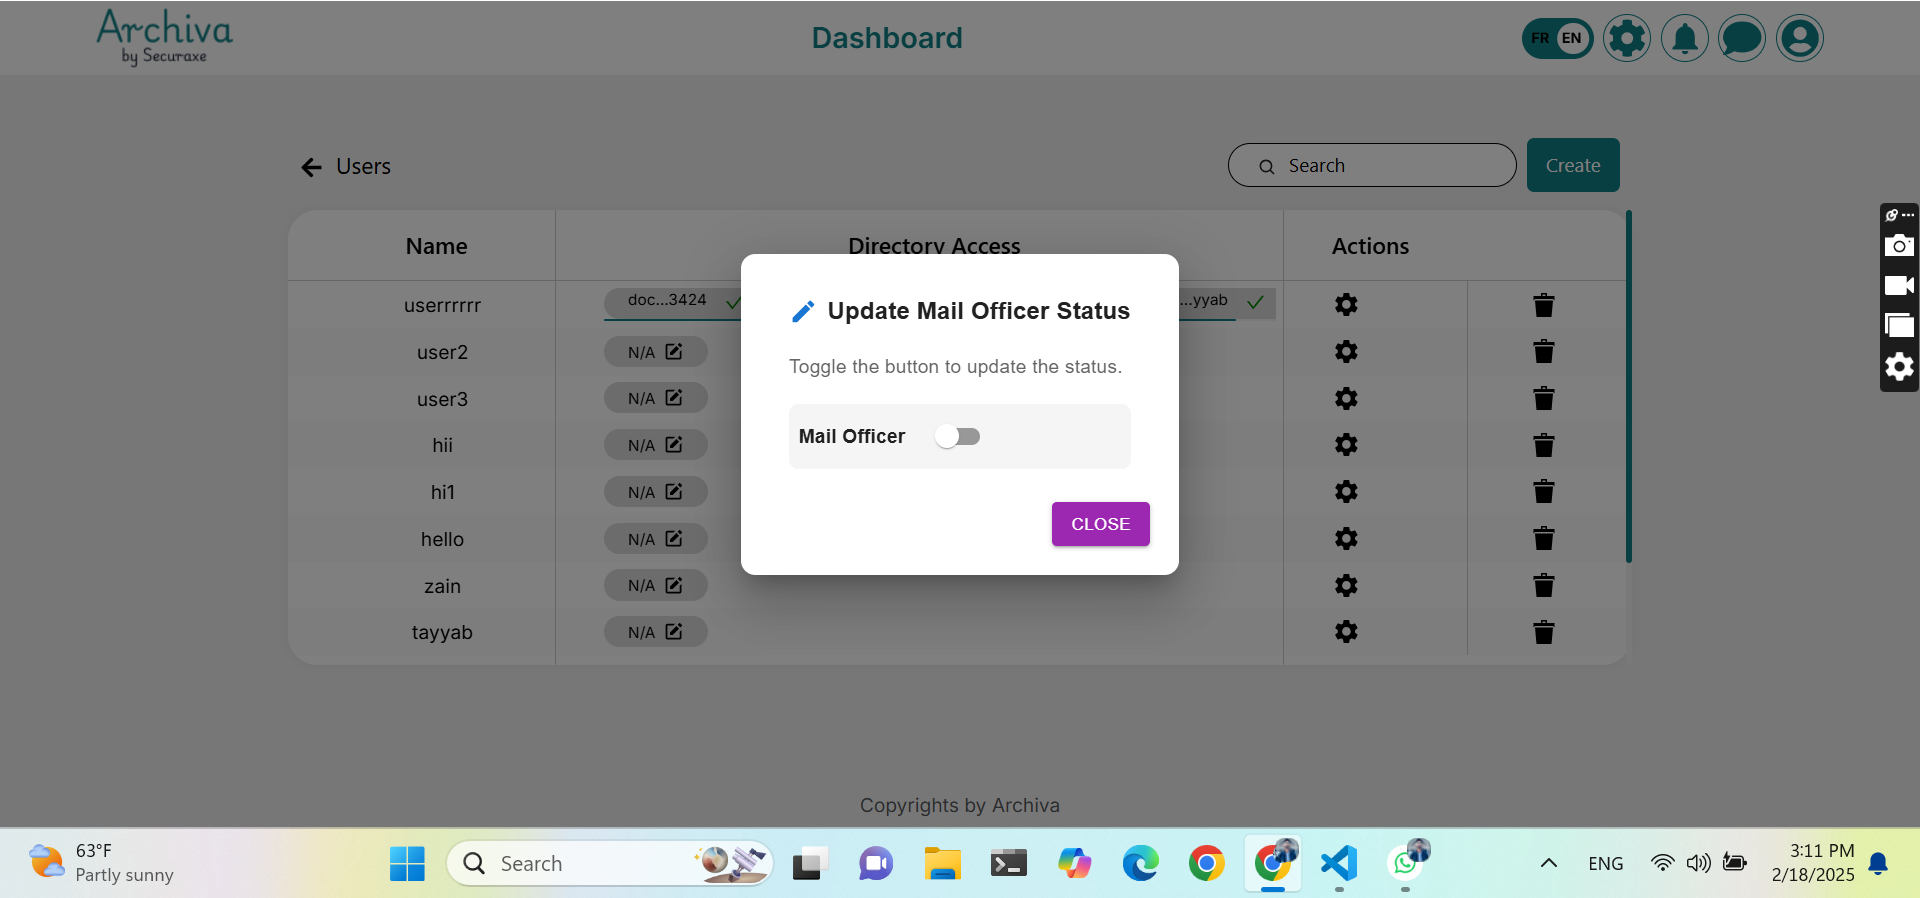 Archiva
by Securaxe
Dashboard
FR EN
Users
Search
Create
Name
Directory Access
Actions
userrrrrr
doc...3424
...yyab
user2
N/A
user3
N/A
hii
N/A
hi1
N/A
hello
N/A
zain
N/A
tayyab
N/A
Update Mail Officer Status
Toggle the button to update the status.
Mail Officer
CLOSE
Copyrights by Archiva
63°F
Partly sunny
Search
ENG
3:11 PM
2/18/2025